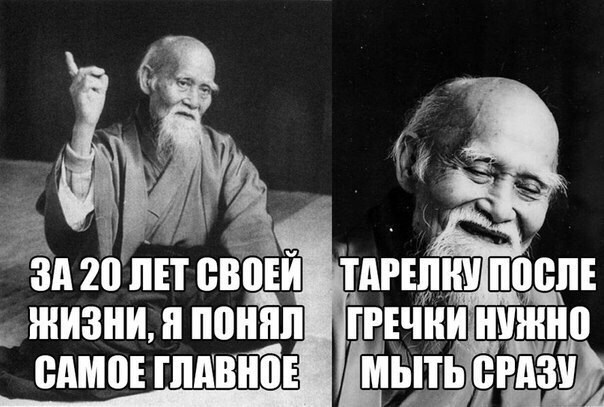 ЗА 20 ЛЕТ СВОЕЙ
ЖИЗНИ, Я ПОНЯЛ
САМОЕ ГЛАВНОЕ
ТАРЕЛКУ ПОСЛЕ
ГРЕЧКИ НУЖНО
МЫТЬ СРАЗУ